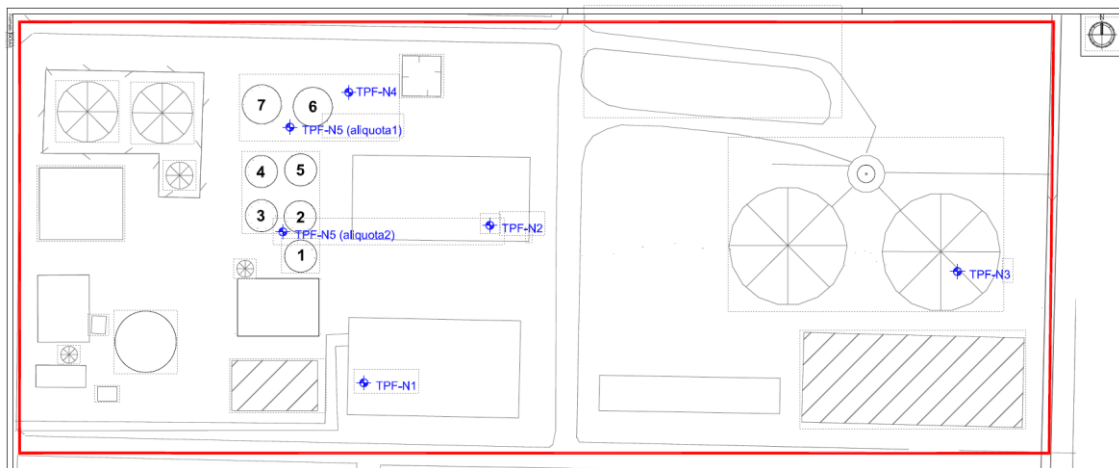 N
TPF-N4
7
6
TPF-N5 (aliquota1)
4
5
3
2
TPF-N2
TPF-N5 (aliquota2)
1
TPF-N3
TPF-N1